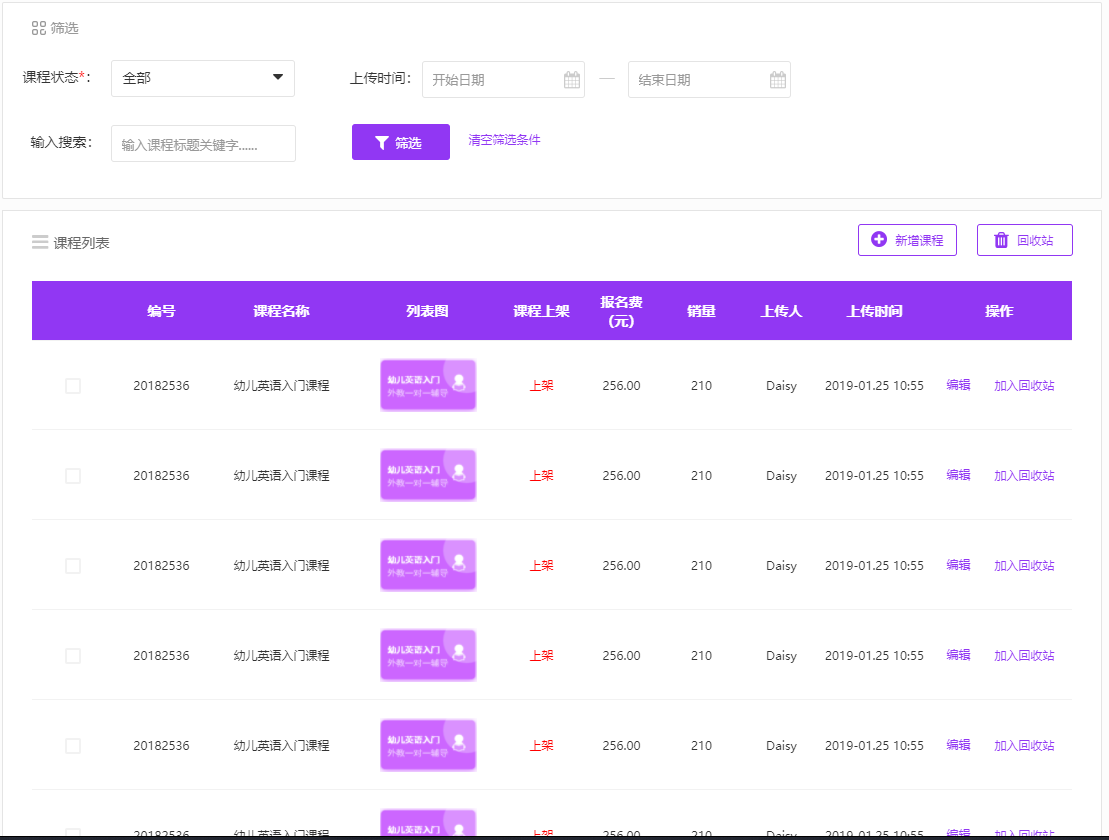 筛选
课程状态*： 全部 上传时间： 开始日期 — 结束日期
输入搜索： 输入课程标题关键字...... 筛选 清空筛选条件
课程列表 新增课程 回收站
编号 课程名称 列表图 课程上架 报名费（元） 销量 上传人 上传时间 操作
20182536 幼儿英语入门课程 幼儿英语入门 上架 256.00 210 Daisy 2019-01.25 10:55 编辑 加入回收站
外教一对一辅导
20182536 幼儿英语入门课程 幼儿英语入门 上架 256.00 210 Daisy 2019-01.25 10:55 编辑 加入回收站
外教一对一辅导
20182536 幼儿英语入门课程 幼儿英语入门 上架 256.00 210 Daisy 2019-01.25 10:55 编辑 加入回收站
外教一对一辅导
20182536 幼儿英语入门课程 幼儿英语入门 上架 256.00 210 Daisy 2019-01.25 10:55 编辑 加入回收站
外教一对一辅导
20182536 幼儿英语入门课程 幼儿英语入门 上架 256.00 210 Daisy 2019-01.25 10:55 编辑 加入回收站
外教一对一辅导
20182536 幼儿英语入门课程 幼儿英语入门 上架 256.00 210 Daisy 2019-01.25 10:55 编辑 加入回收站